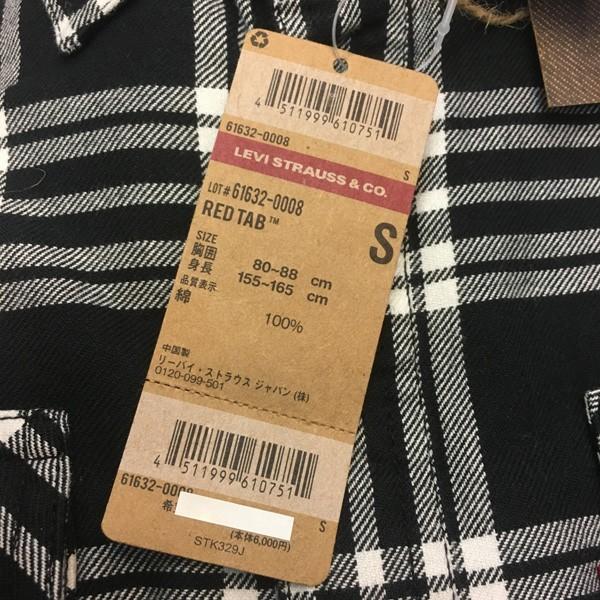 4 511999 610751
61632-0008 S
LEVI STRAUSS & CO.
LOT# 61632-0008
RED TAB™ S
SIZE
胸囲 80~88 cm
身長 155~165 cm
品質表示
綿 100%
中国製
リーバイ・ストラウス ジャパン (株)
0120-099-501
4 511999 610751
61632-0008 S
希
(本体6,000円)
STK329J